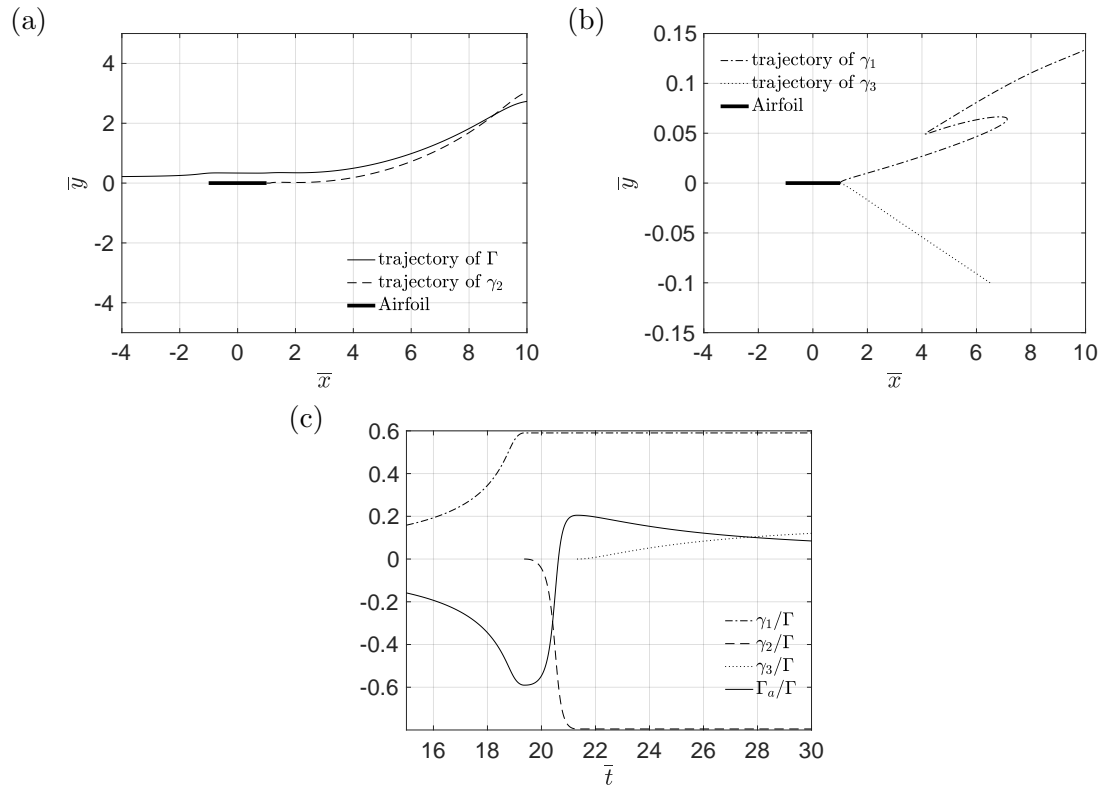 (a)
4
2
0
-2
-4
y̅
-4 -2 0 2 4 6 8 10
x̅
trajectory of Γ
trajectory of γ₂
Airfoil
(b)
0.15
0.1
0.05
0
-0.05
-0.1
-0.15
y̅
-4 -2 0 2 4 6 8 10
x̅
trajectory of γ₁
trajectory of γ₃
Airfoil
(c)
0.6
0.4
0.2
0
-0.2
-0.4
-0.6
16 18 20 22 24 26 28 30
t̅
γ₁/Γ
γ₂/Γ
γ₃/Γ
Γₐ/Γ